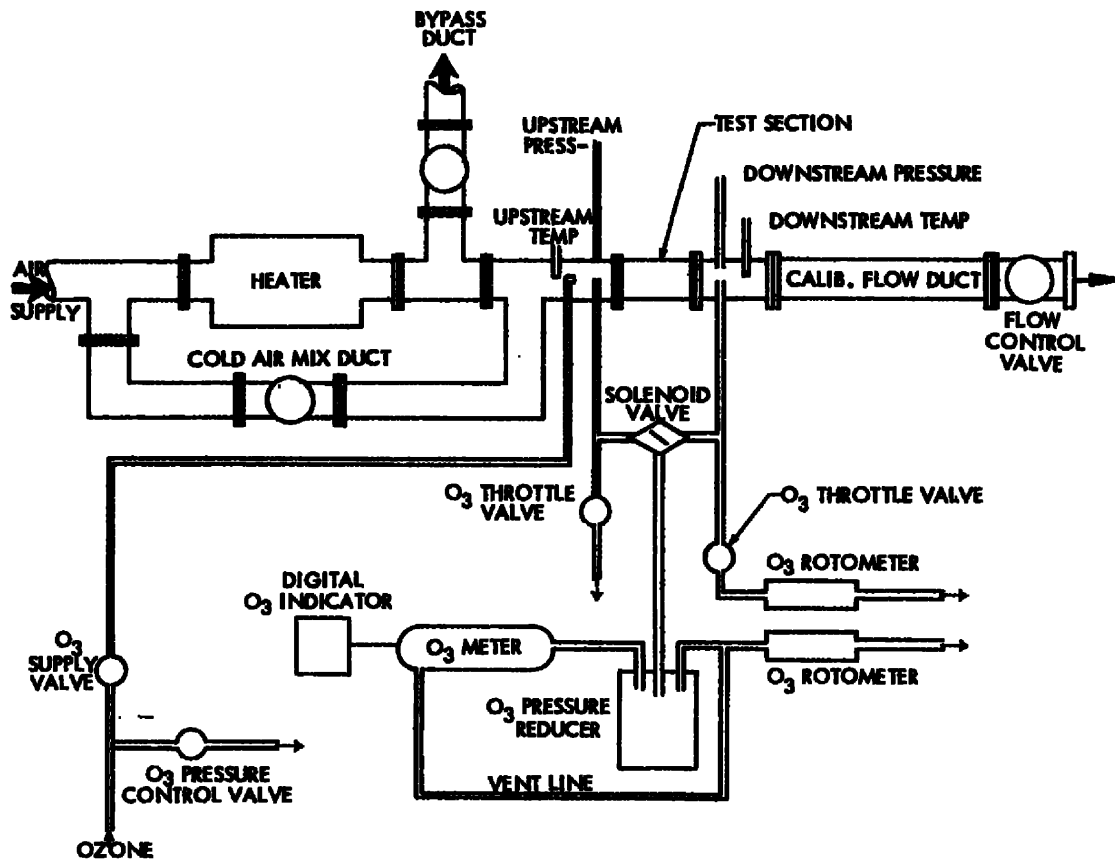 BYPASS
DUCT
UPSTREAM
PRESS-
TEST SECTION
DOWNSTREAM PRESSURE
UPSTREAM
TEMP
DOWNSTREAM TEMP
AIR
SUPPLY
HEATER
CALIB. FLOW DUCT
FLOW
CONTROL
VALVE
COLD AIR MIX DUCT
SOLENOID
VALVE
O3 THROTTLE
VALVE
O3 THROTTLE VALVE
O3 ROTOMETER
DIGITAL
O3 INDICATOR
O3 METER
O3
SUPPLY
VALVE
O3 ROTOMETER
O3 PRESSURE
REDUCER
O3 PRESSURE
CONTROL VALVE
VENT LINE
OZONE